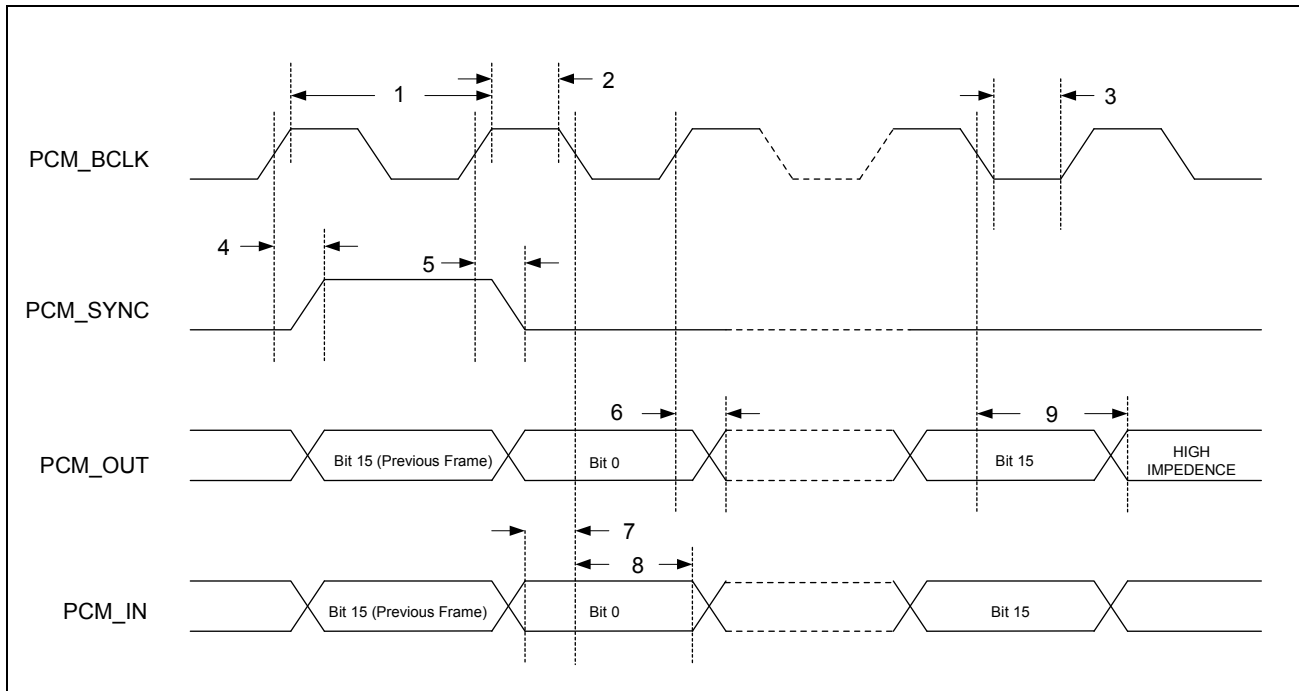 1
2
3
PCM_BCLK
4
5
PCM_SYNC
6
9
PCM_OUT
Bit 15 (Previous Frame)
Bit 0
Bit 15
HIGH
IMPEDENCE
7
8
PCM_IN
Bit 15 (Previous Frame)
Bit 0
Bit 15